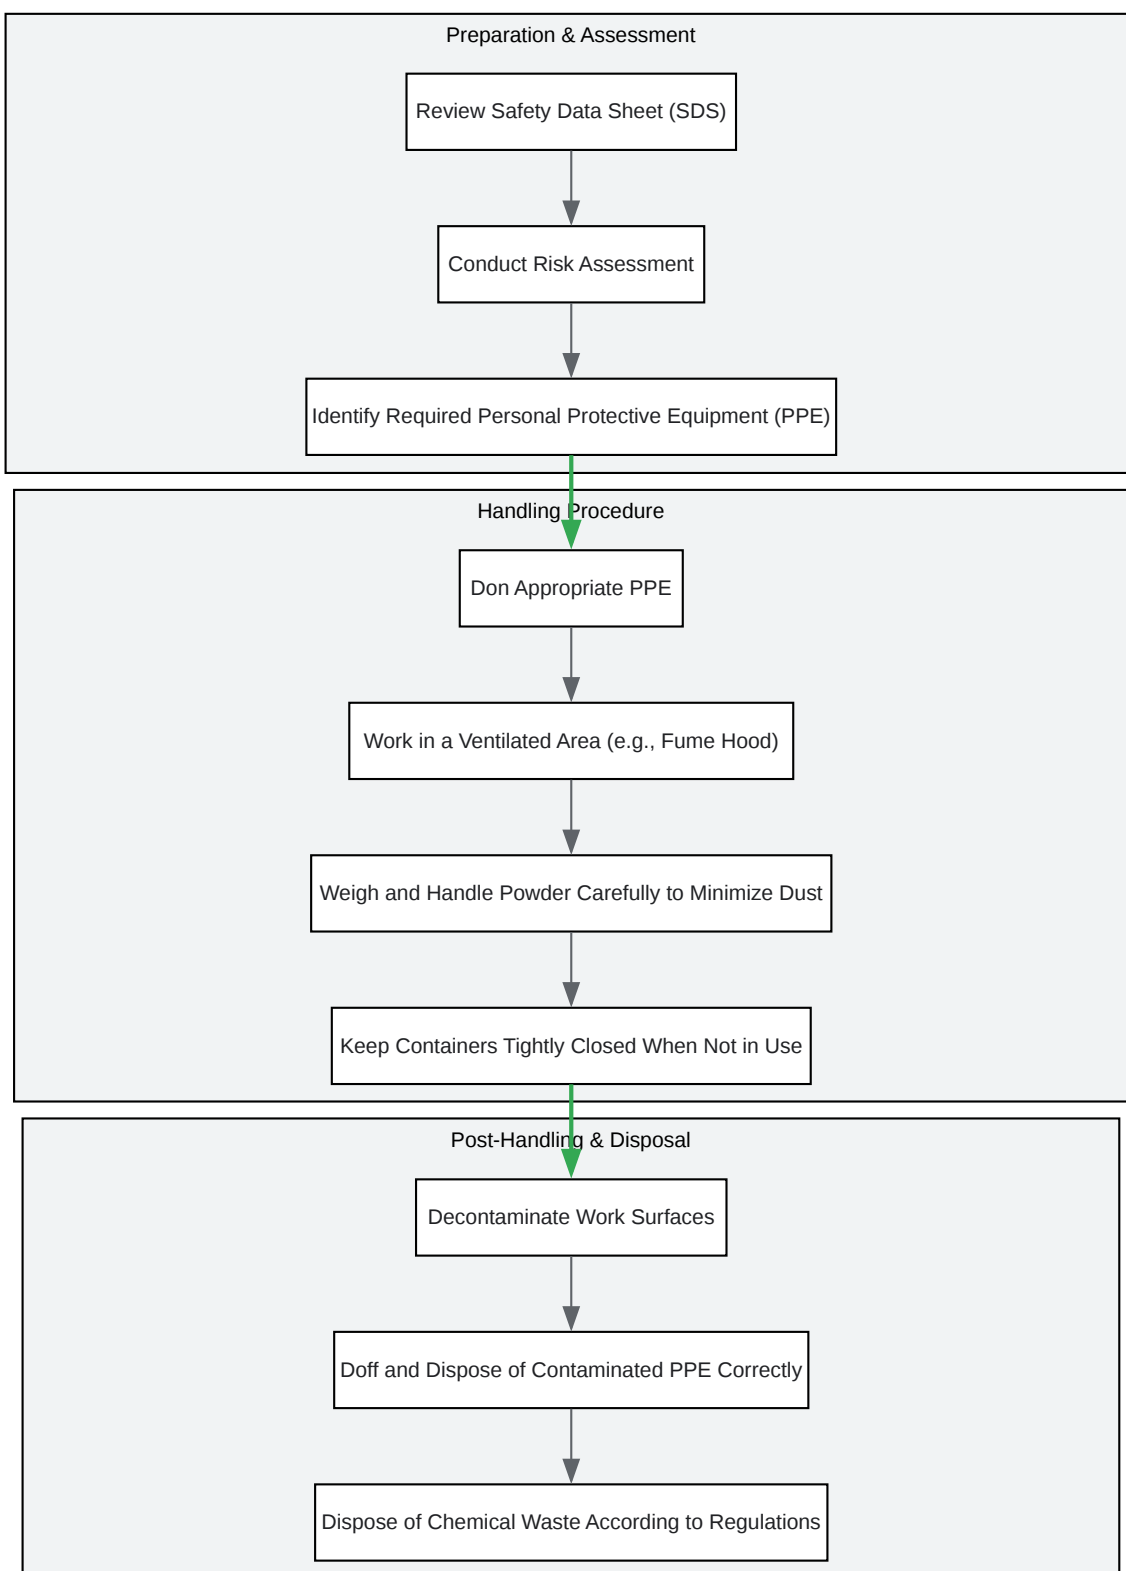 Preparation & Assessment
Review Safety Data Sheet (SDS)
Conduct Risk Assessment
Identify Required Personal Protective Equipment (PPE)
Handling Procedure
Don Appropriate PPE
Work in a Ventilated Area (e.g., Fume Hood)
Weigh and Handle Powder Carefully to Minimize Dust
Keep Containers Tightly Closed When Not in Use
Post-Handling & Disposal
Decontaminate Work Surfaces
Doff and Dispose of Contaminated PPE Correctly
Dispose of Chemical Waste According to Regulations